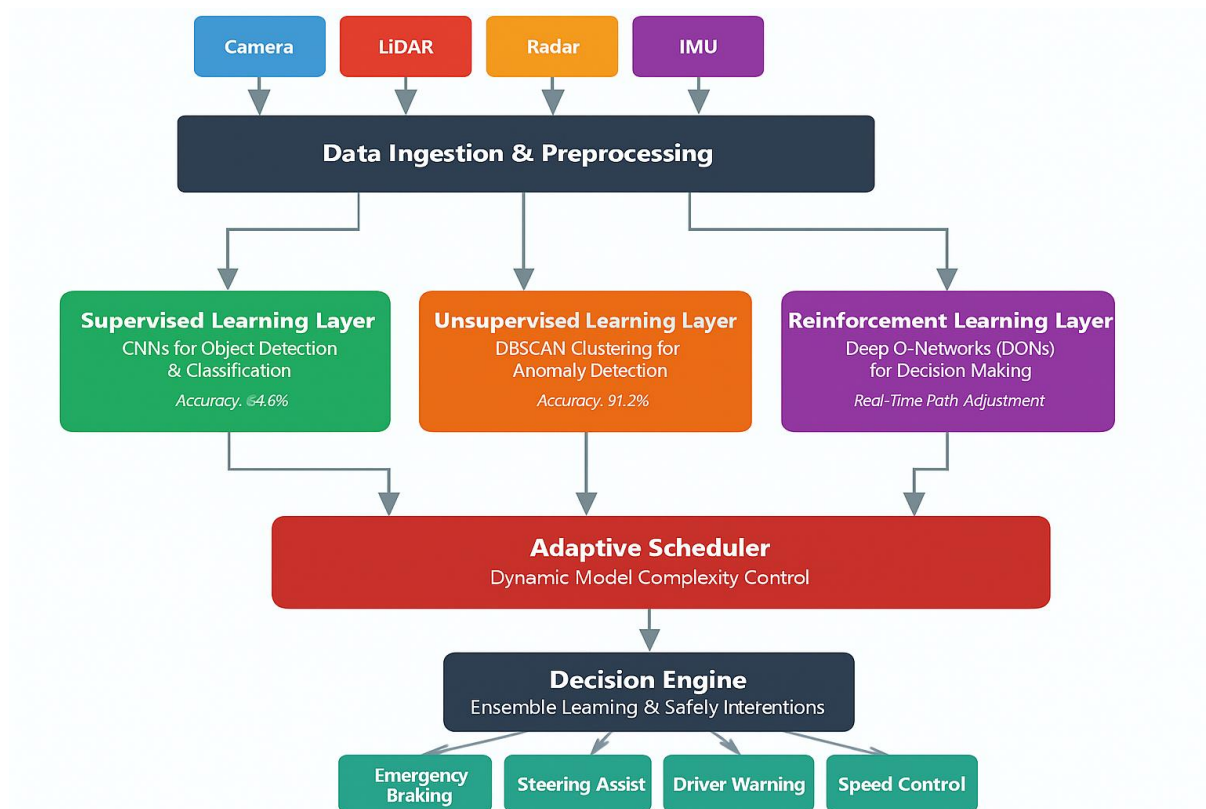 Camera
LiDAR
Radar
IMU
Data Ingestion & Preprocessing
Supervised Learning Layer
CNNs for Object Detection
& Classification
Accuracy. 64.6%
Unsupervised Learning Layer
DBSCAN Clustering for
Anomaly Detection
Accuracy. 91.2%
Reinforcement Learning Layer
Deep O-Networks (DONs)
for Decision Making
Real-Time Path Adjustment
Adaptive Scheduler
Dynamic Model Complexity Control
Decision Engine
Ensemble Leaming & Safely Interentions
Emergency
Braking
Steering Assist
Driver Warning
Speed Control